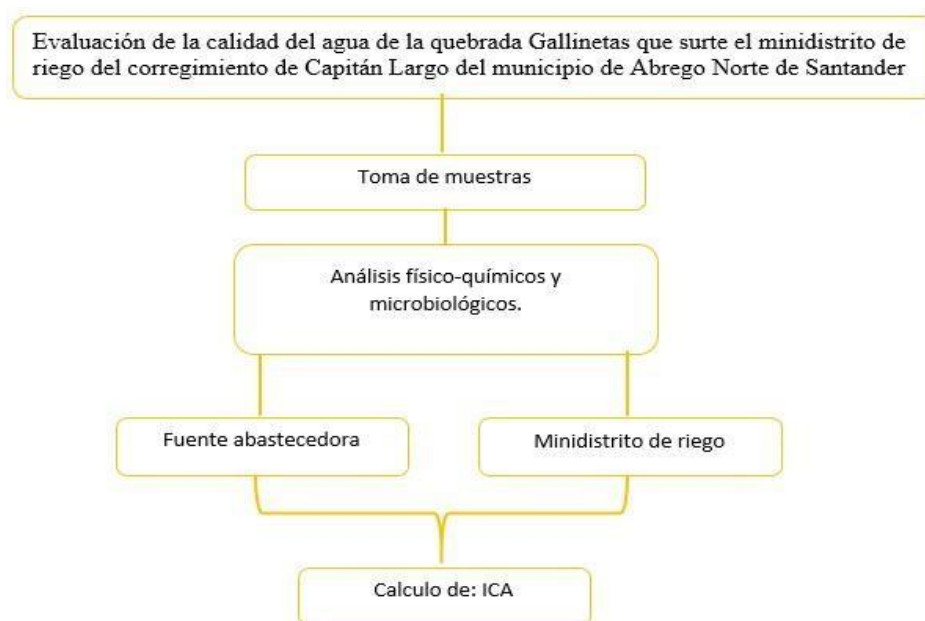 Evaluación de la calidad del agua de la quebrada Gallinetas que surte el minidistrito de
riego del corregimiento de Capitán Largo del municipio de Abrego Norte de Santander
Toma de muestras
Análisis físico-químicos y
microbiológicos.
Fuente abastecedora
Minidistrito de riego
Calculo de: ICA